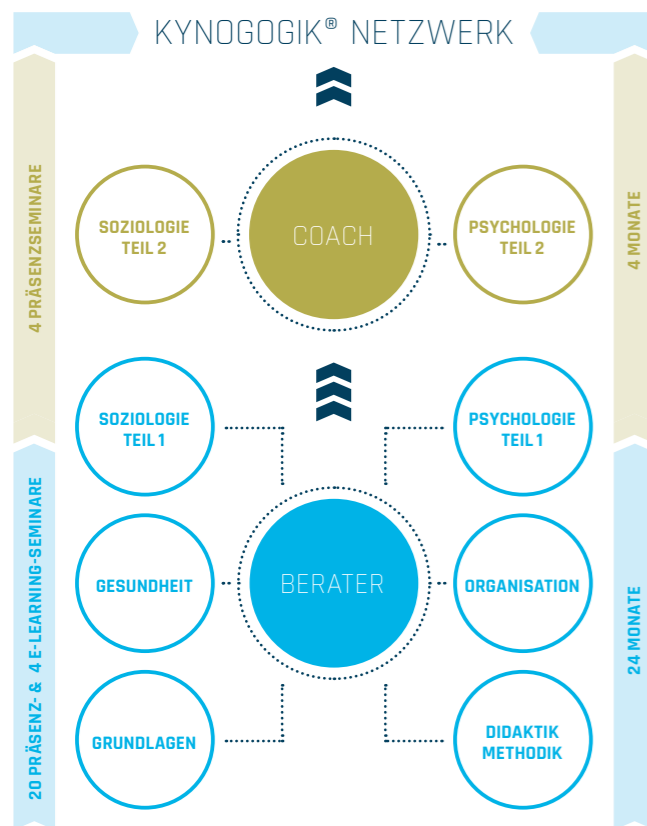 KYNOGOGIK® NETZWERK
4 PRÄSENZSEMINARE
SOZIOLOGIE
TEIL 2
COACH
PSYCHOLOGIE
TEIL 2
4 MONATE
SOZIOLOGIE
TEIL 1
PSYCHOLOGIE
TEIL 1
20 PRÄSENZ- & 4 E-LEARNING-SEMINARE
GESUNDHEIT
BERATER
ORGANISATION
24 MONATE
GRUNDLAGEN
DIDAKTIK
METHODIK